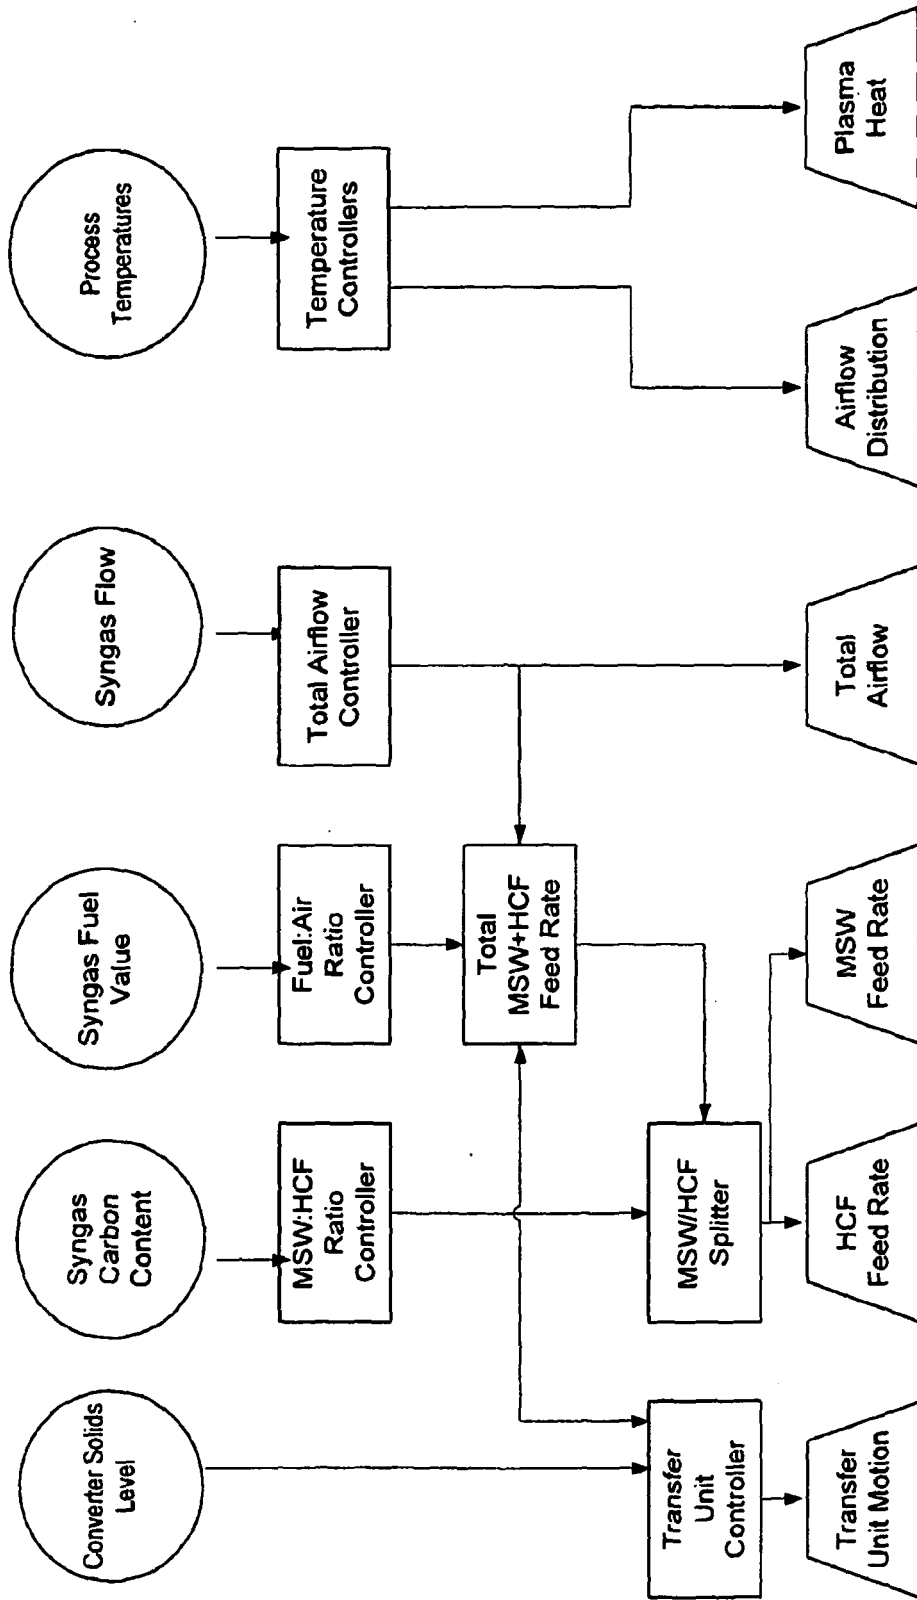 Converter Solids
Level
Syngas
Carbon
Content
Syngas Fuel
Value
Syngas Flow
Process
Temperatures
MSW:HCF
Ratio
Controller
Fuel:Air
Ratio
Controller
Total Airflow
Controller
Temperature
Controllers
Total
MSW+HCF
Feed Rate
Transfer
Unit
Controller
MSW/HCF
Splitter
Transfer
Unit Motion
HCF
Feed Rate
MSW
Feed Rate
Total
Airflow
Airflow
Distribution
Plasma
Heat